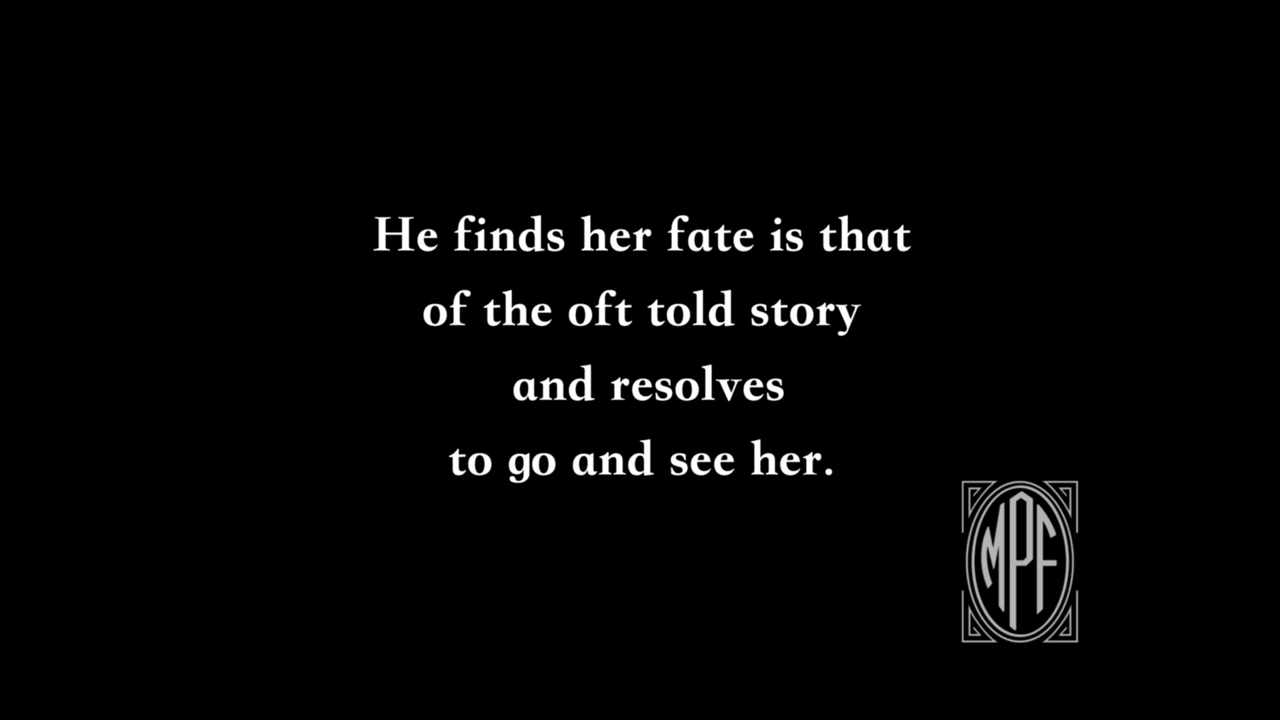 He finds her fate is that
of the oft told story
and resolves
to go and see her.
MPF